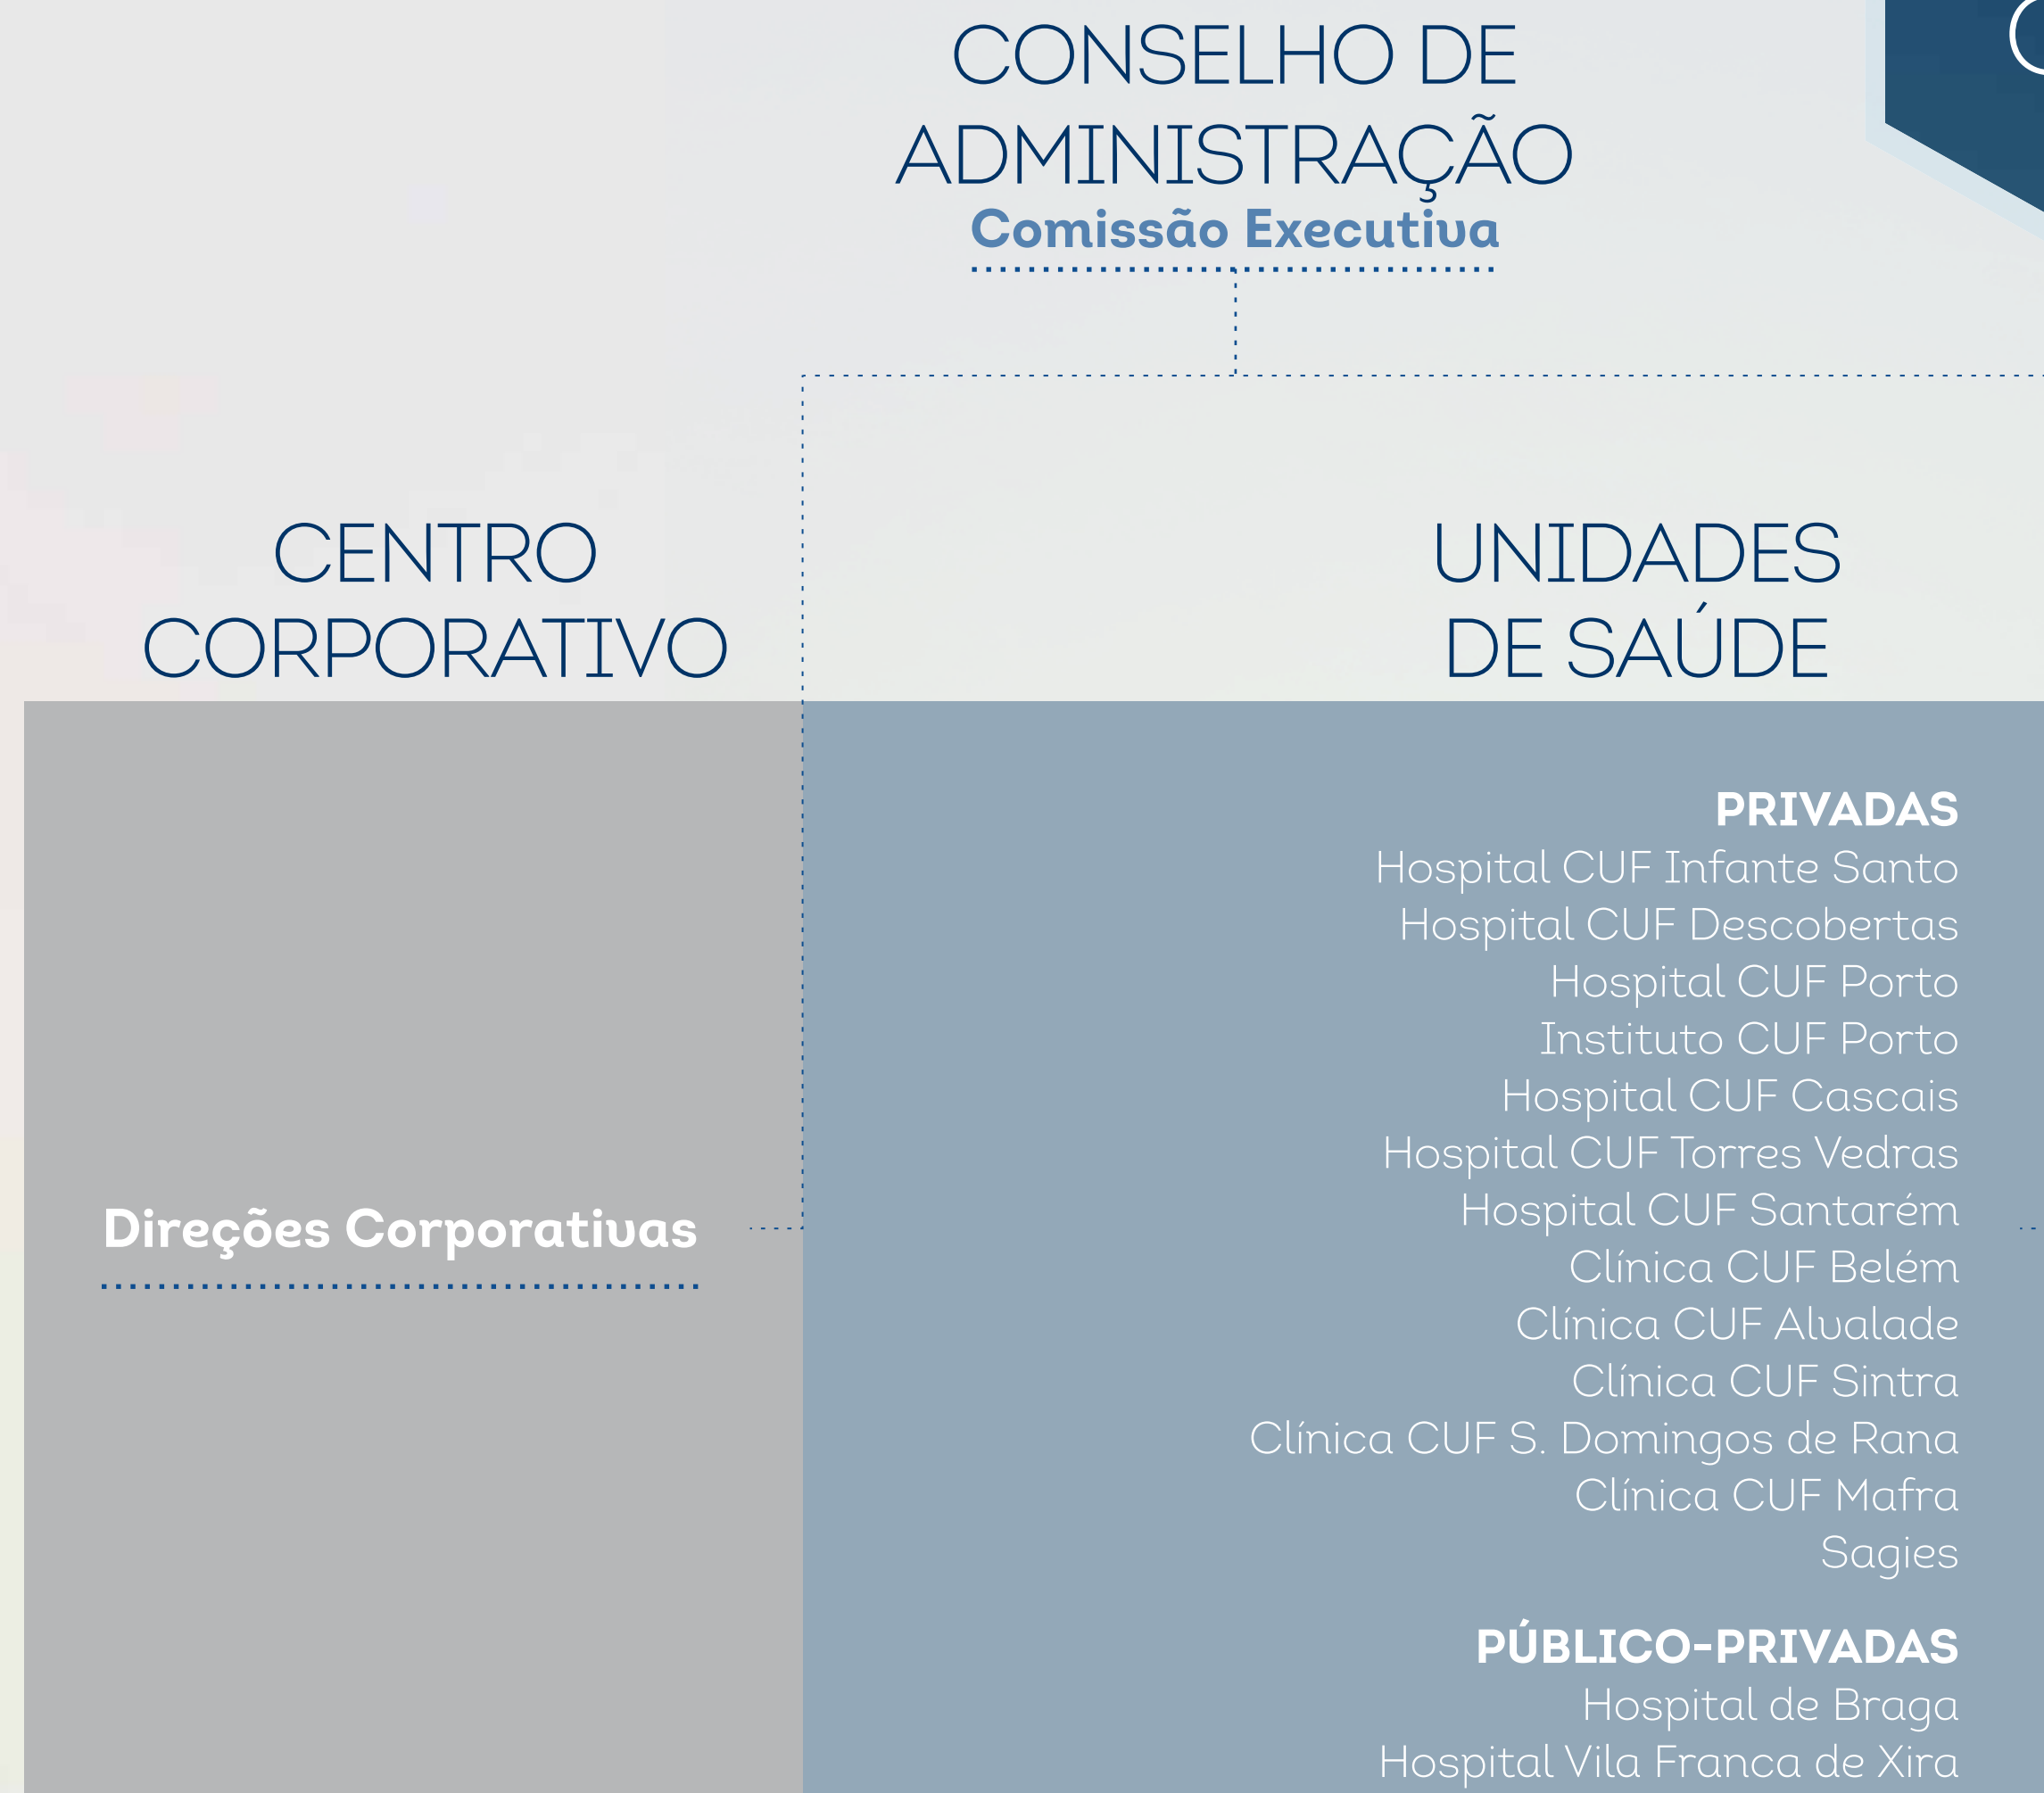 CONSELHO DE
ADMINISTRAÇÃO
Comissão Executiva
CENTRO
CORPORATIVO
Direções Corporativas
UNIDADES
DE SAÚDE
PRIVADAS
Hospital CUF Infante Santo
Hospital CUF Descobertas
Hospital CUF Porto
Instituto CUF Porto
Hospital CUF Cascais
Hospital CUF Torres Vedras
Hospital CUF Santarém
Clínica CUF Belém
Clínica CUF Alvalade
Clínica CUF Sintra
Clínica CUF S. Domingos de Rana
Clínica CUF Mafra
Sagies
PÚBLICO-PRIVADAS
Hospital de Braga
Hospital Vila Franca de Xira